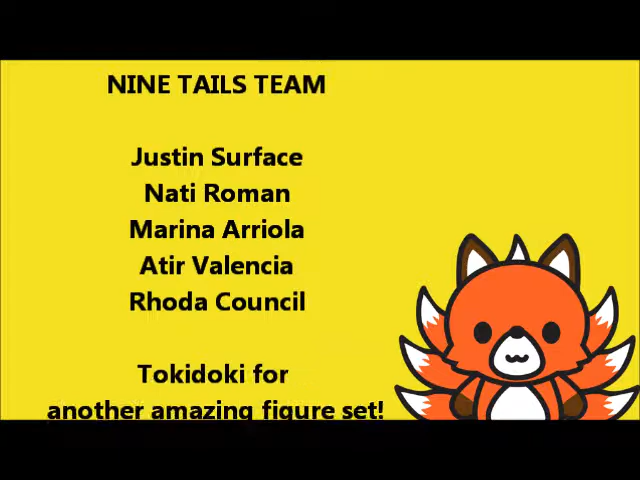 NINE TAILS TEAM
Justin Surface
Nati Roman
Marina Arriola
Atir Valencia
Rhoda Council
Tokidoki for
another amazing figure set!